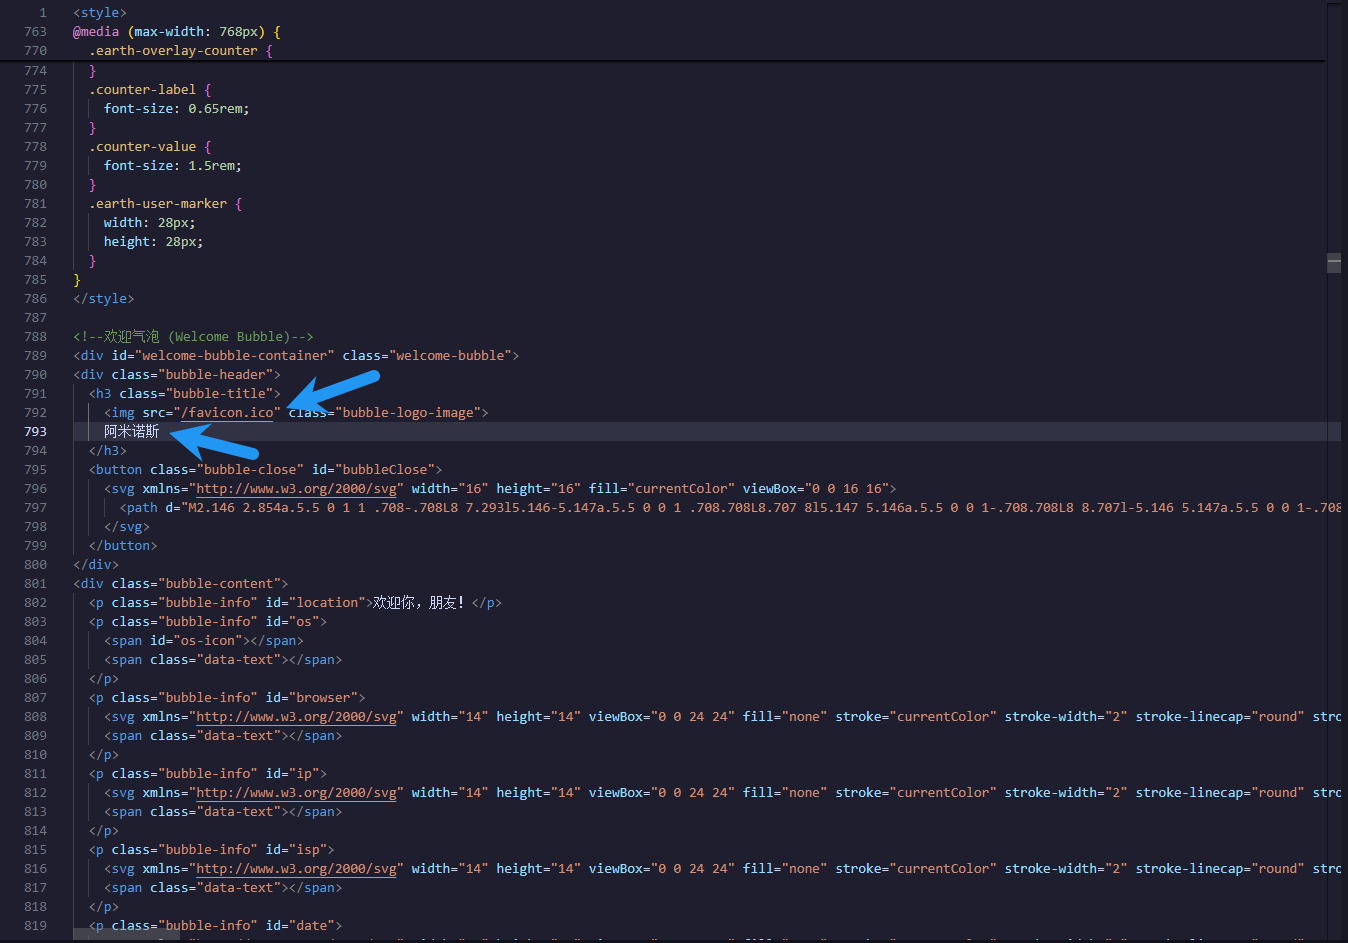 1 <style>
763 @media (max-width: 768px) {
770 .earth-overlay-counter {
774 }
775 .counter-label {
776 font-size: 0.65rem;
777 }
778 .counter-value {
779 font-size: 1.5rem;
780 }
781 .earth-user-marker {
782 width: 28px;
783 height: 28px;
784 }
785 }
786 </style>
787
788 <!--欢迎气泡 (Welcome Bubble)-->
789 <div id="welcome-bubble-container" class="welcome-bubble">
790 <div class="bubble-header">
791 <h3 class="bubble-title">
792 <img src="/favicon.ico" class="bubble-logo-image">
793 阿米诺斯
794 </h3>
795 <button class="bubble-close" id="bubbleClose">
796 <svg xmlns="http://www.w3.org/2000/svg" width="16" height="16" fill="currentColor" viewBox="0 0 16 16">
797 <path d="M2.146 2.854a.5.5 0 1 1 .708-.708L8 7.293l5.146-5.147a.5.5 0 0 1 .708.708L8.707 8l5.147 5.146a.5.5 0 0 1-.708.708L8 8.707l-5.146 5.147a.5.5 0 0 1-.708
798 </svg>
799 </button>
800 </div>
801 <div class="bubble-content">
802 <p class="bubble-info" id="location">欢迎你，朋友！</p>
803 <p class="bubble-info" id="os">
804 <span id="os-icon"></span>
805 <span class="data-text"></span>
806 </p>
807 <p class="bubble-info" id="browser">
808 <svg xmlns="http://www.w3.org/2000/svg" width="14" height="14" viewBox="0 0 24 24" fill="none" stroke="currentColor" stroke-width="2" stroke-linecap="round" stro
809 <span class="data-text"></span>
810 </p>
811 <p class="bubble-info" id="ip">
812 <svg xmlns="http://www.w3.org/2000/svg" width="14" height="14" viewBox="0 0 24 24" fill="none" stroke="currentColor" stroke-width="2" stroke-linecap="round" stro
813 <span class="data-text"></span>
814 </p>
815 <p class="bubble-info" id="isp">
816 <svg xmlns="http://www.w3.org/2000/svg" width="14" height="14" viewBox="0 0 24 24" fill="none" stroke="currentColor" stroke-width="2" stroke-linecap="round" stro
817 <span class="data-text"></span>
818 </p>
819 <p class="bubble-info" id="date">